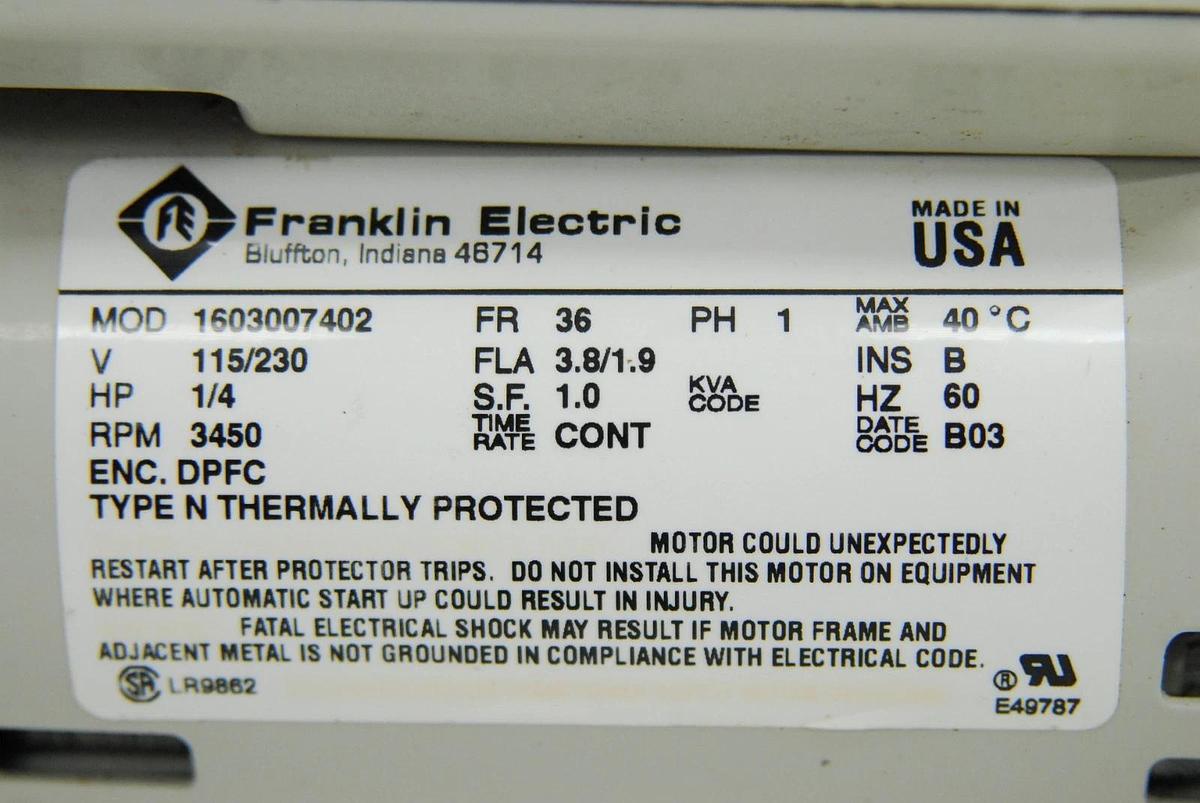 FE Franklin Electric
Bluffton, Indiana 46714
MADE IN
USA
MOD 1603007402 FR 36 PH 1 MAX AMB 40 °C
V 115/230 FLA 3.8/1.9 INS B
HP 1/4 S.F. 1.0 KVA CODE HZ 60
RPM 3450 TIME RATE CONT DATE CODE B03
ENC. DPFC
TYPE N THERMALLY PROTECTED
MOTOR COULD UNEXPECTEDLY
RESTART AFTER PROTECTOR TRIPS. DO NOT INSTALL THIS MOTOR ON EQUIPMENT
WHERE AUTOMATIC START UP COULD RESULT IN INJURY.
FATAL ELECTRICAL SHOCK MAY RESULT IF MOTOR FRAME AND
ADJACENT METAL IS NOT GROUNDED IN COMPLIANCE WITH ELECTRICAL CODE.
SA LR9862
® RU
E49787